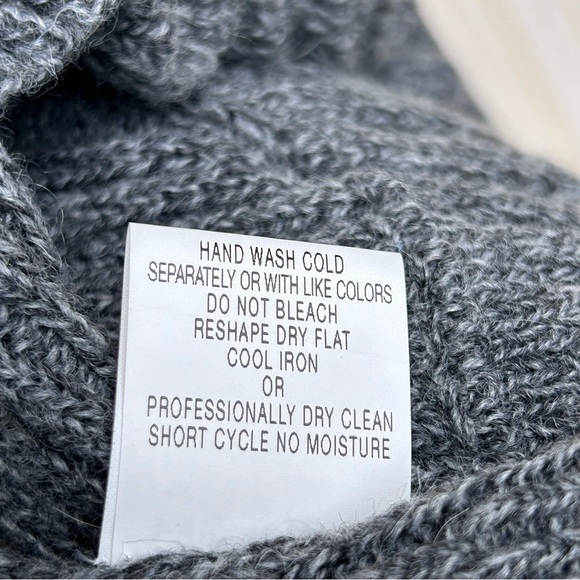 HAND WASH COLD
SEPARATELY OR WITH LIKE COLORS
DO NOT BLEACH
RESHAPE DRY FLAT
COOL IRON
OR
PROFESSIONALLY DRY CLEAN
SHORT CYCLE NO MOISTURE